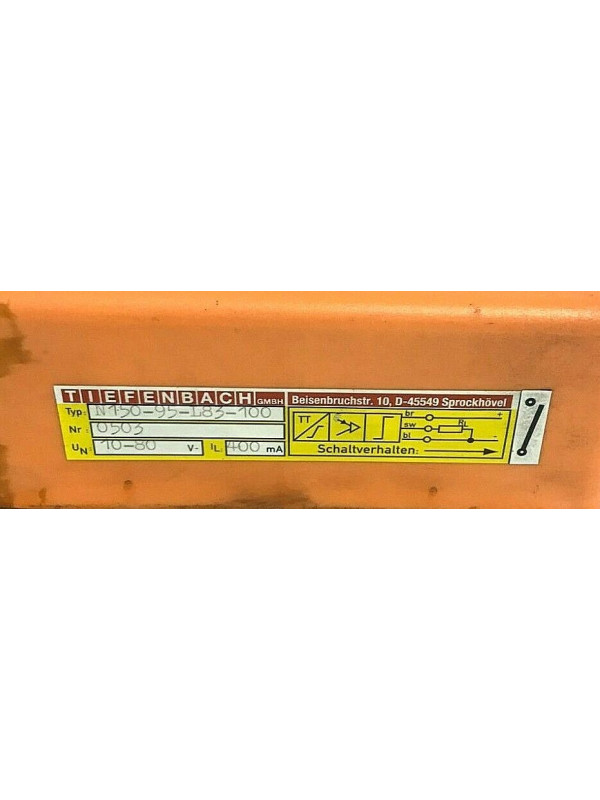 TIEFENBACH GMBH
Beisenbruchstr. 10, D-45549 Sprockhövel
Typ: N150-95-L83-100
Nr: 0503
UN: 10-80 V- IL: 400 mA
TT
br +
sw RL
bl -
Schaltverhalten: